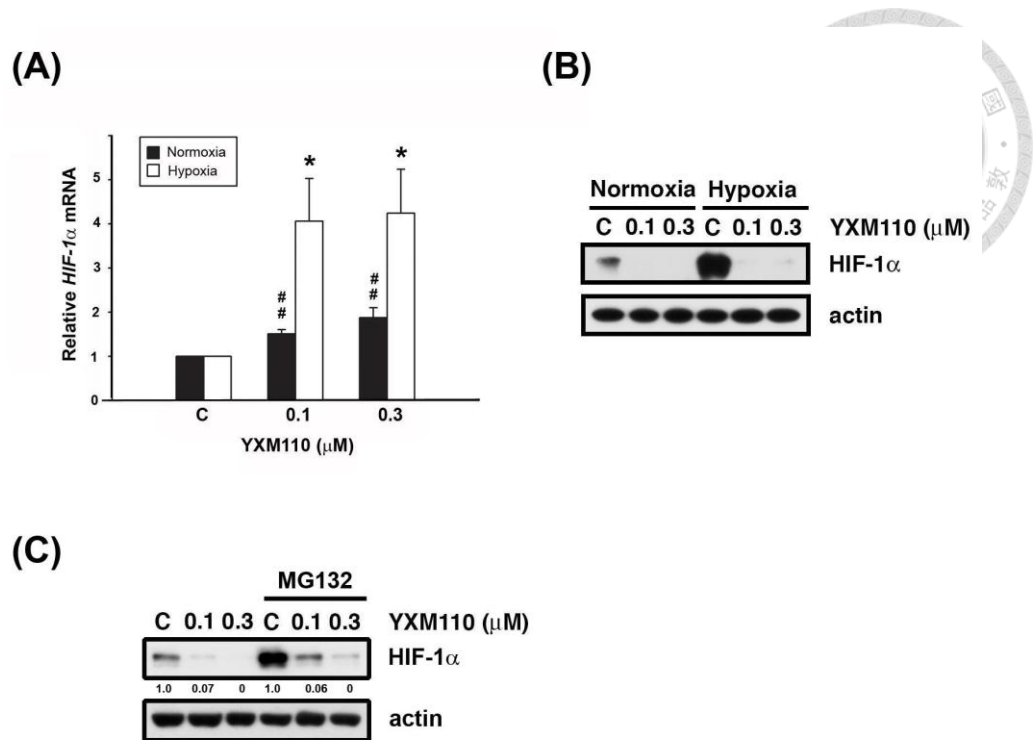 (A)
Relative HIF-1α mRNA
Normoxia
Hypoxia
5
4
3
2
1
0
*
*
#
#
#
#
C
0.1
0.3
YXM110 (μM)
(B)
Normoxia Hypoxia
C 0.1 0.3 C 0.1 0.3 YXM110 (μM)
HIF-1α
actin
(C)
MG132
C 0.1 0.3 C 0.1 0.3 YXM110 (μM)
HIF-1α
1.0 0.07 0 1.0 0.06 0
actin